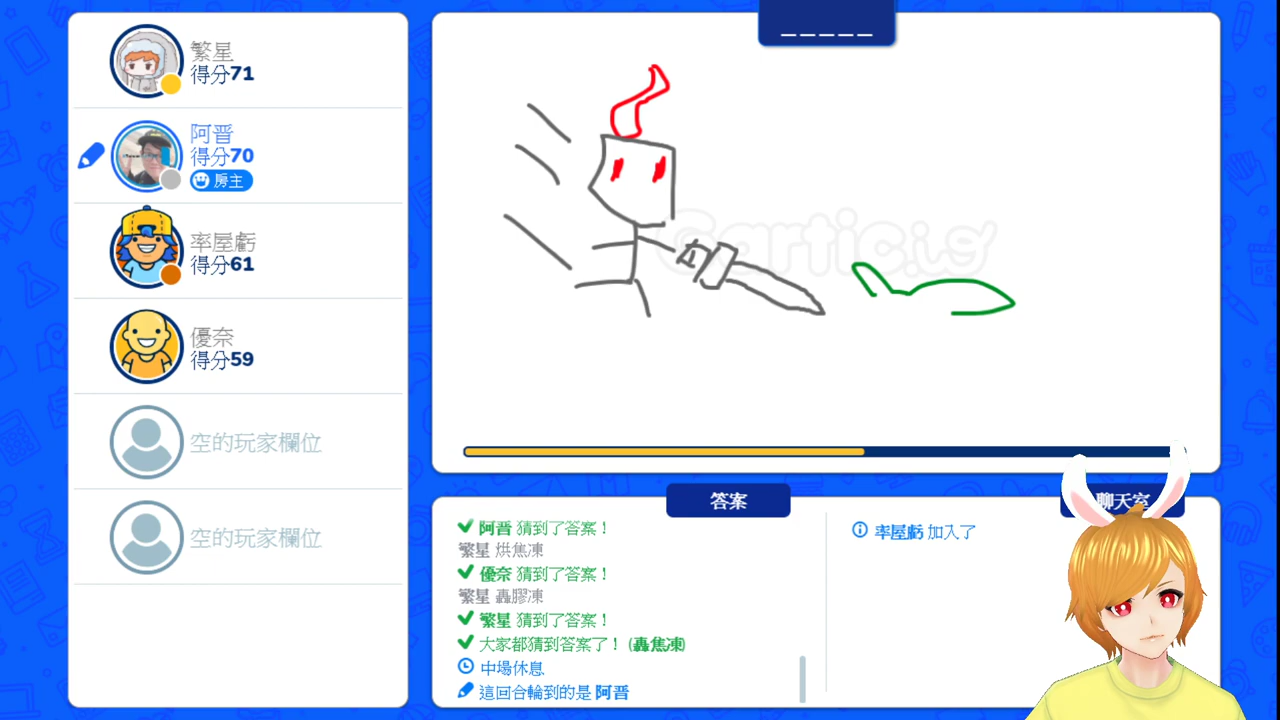 繁星
得分71
阿晋
得分70
房主
率屋虧
得分61
優奈
得分59
空的玩家欄位
空的玩家欄位
_ _ _ _ _
Gartic.io
答案
阿晋 猜到了答案！
繁星 烘焦凍
優奈 猜到了答案！
繁星 轟膠凍
繁星 猜到了答案！
大家都猜到答案了！（轟焦凍）
中場休息
這回合輪到的是 阿晋
聊天室
率屋虧 加入了